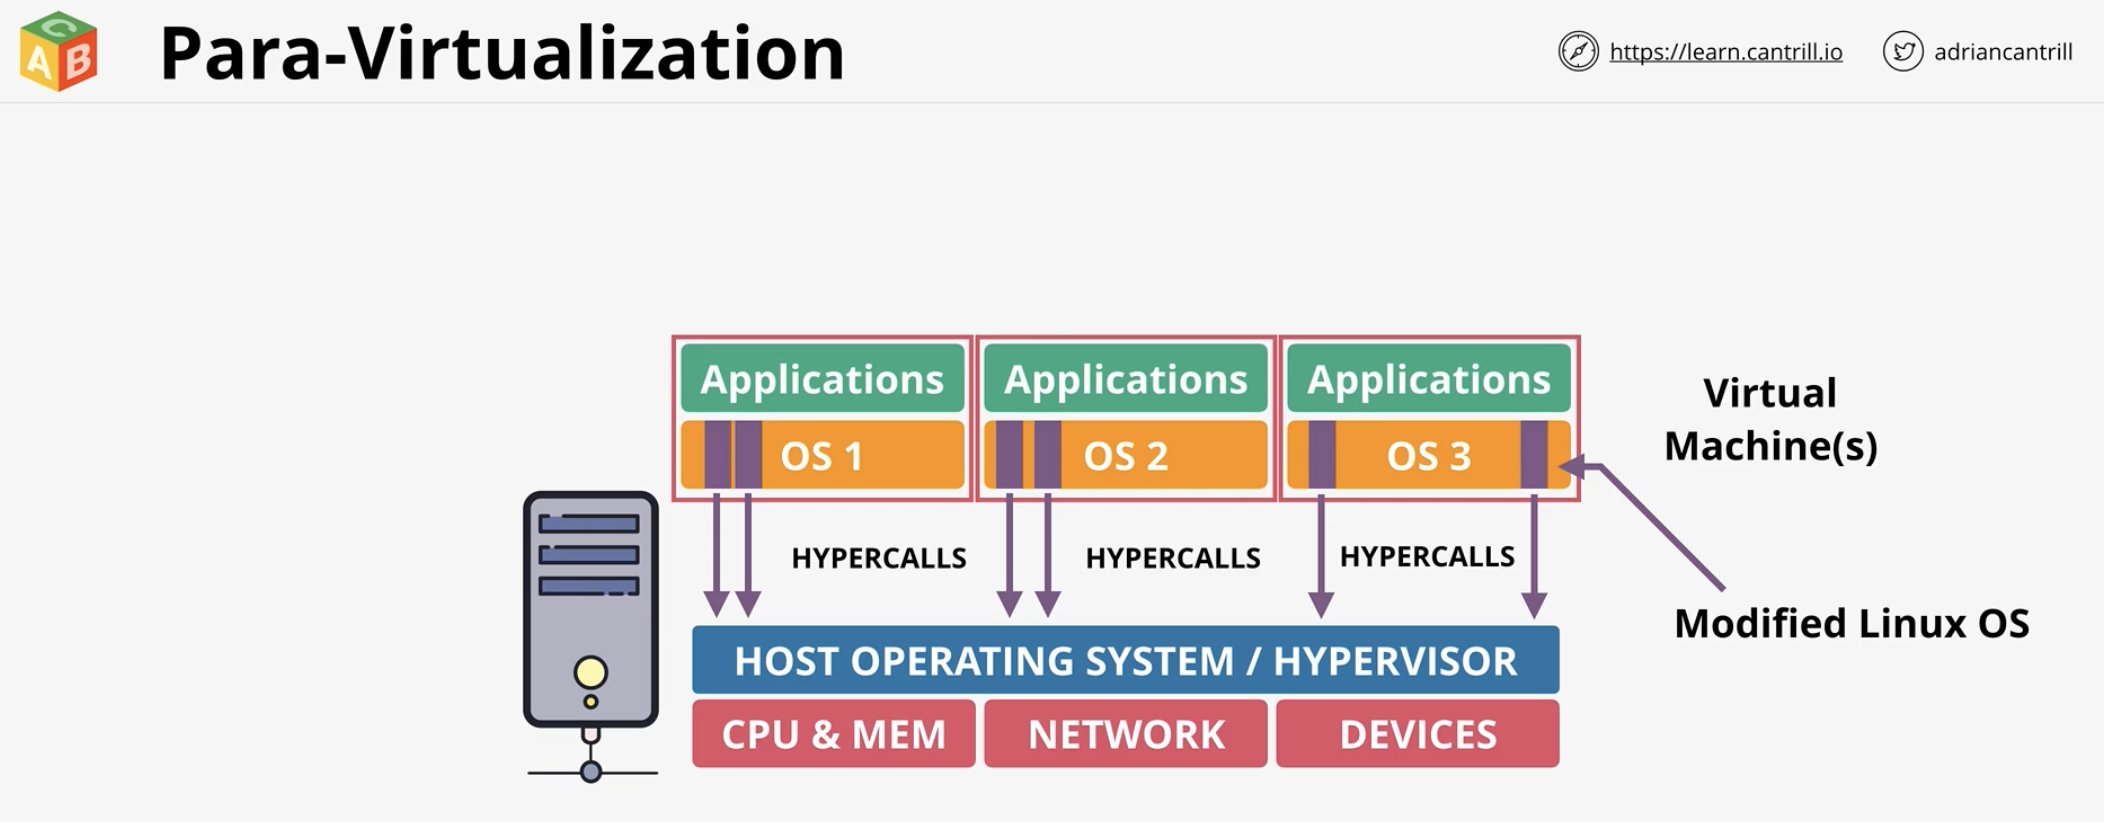 C
A B
Para-Virtualization
https://learn.cantrill.io
adriancantrill
Applications
Applications
Applications
Virtual
Machine(s)
OS 1
OS 2
OS 3
HYPERCALLS
HYPERCALLS
HYPERCALLS
Modified Linux OS
HOST OPERATING SYSTEM / HYPERVISOR
CPU & MEM
NETWORK
DEVICES